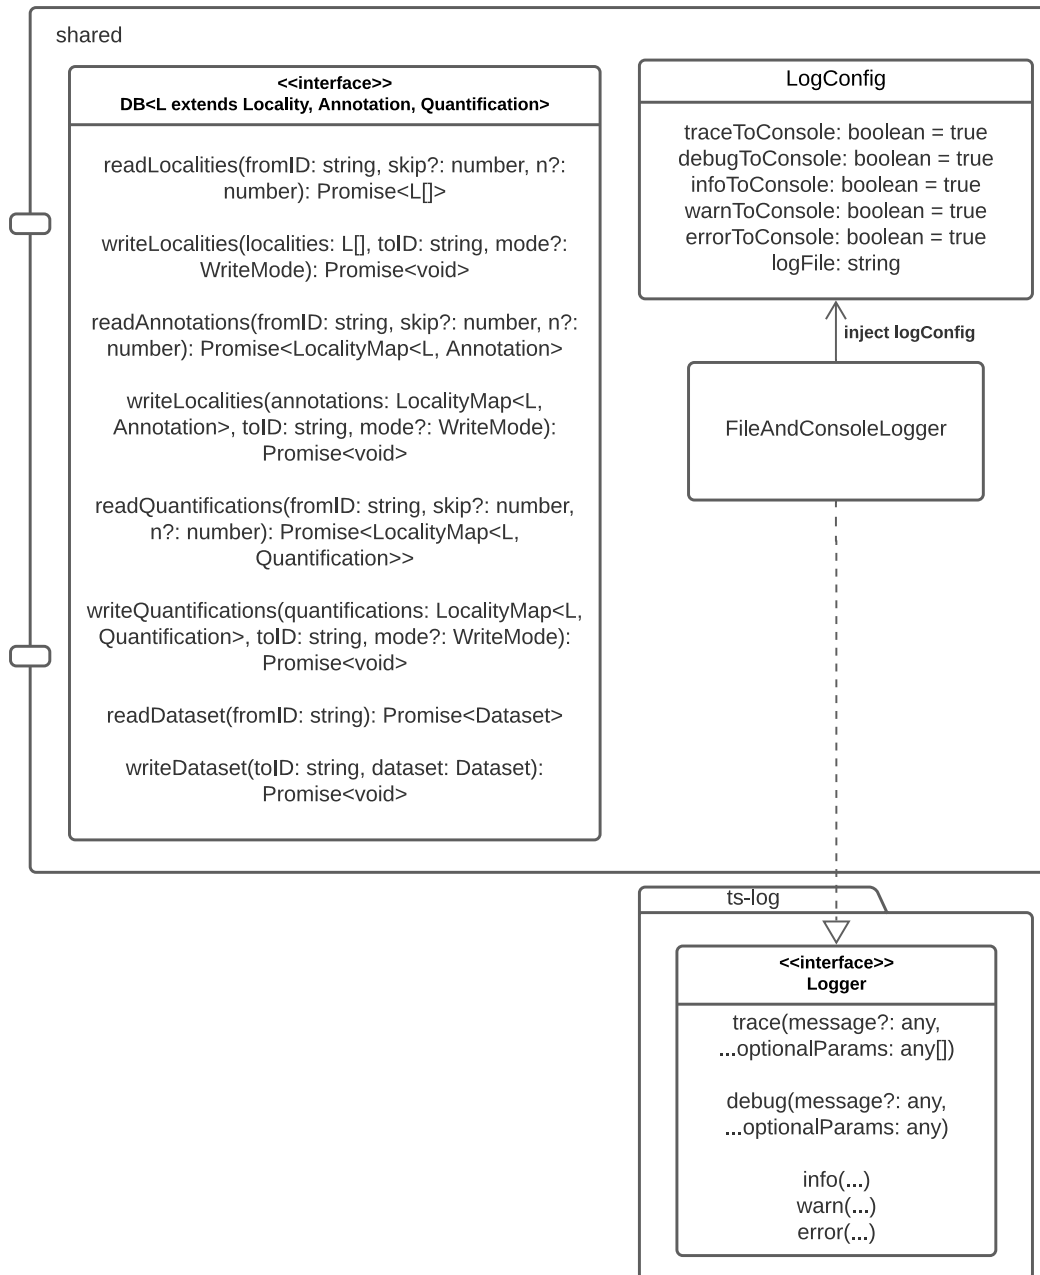 shared
<<interface>>
DB<L extends Locality, Annotation, Quantification>
readLocalities(fromID: string, skip?: number, n?:
number): Promise<L[]>
writeLocalities(localities: L[], toID: string, mode?:
WriteMode): Promise<void>
readAnnotations(fromID: string, skip?: number, n?:
number): Promise<LocalityMap<L, Annotation>
writeLocalities(annotations: LocalityMap<L,
Annotation>, toID: string, mode?: WriteMode):
Promise<void>
readQuantifications(fromID: string, skip?: number,
n?: number): Promise<LocalityMap<L,
Quantification>>
writeQuantifications(quantifications: LocalityMap<L,
Quantification>, toID: string, mode?: WriteMode):
Promise<void>
readDataset(fromID: string): Promise<Dataset>
writeDataset(toID: string, dataset: Dataset):
Promise<void>
LogConfig
traceToConsole: boolean = true
debugToConsole: boolean = true
infoToConsole: boolean = true
warnToConsole: boolean = true
errorToConsole: boolean = true
logFile: string
inject logConfig
FileAndConsoleLogger
ts-log
<<interface>>
Logger
trace(message?: any,
...optionalParams: any[])
debug(message?: any,
...optionalParams: any)
info(...)
warn(...)
error(...)